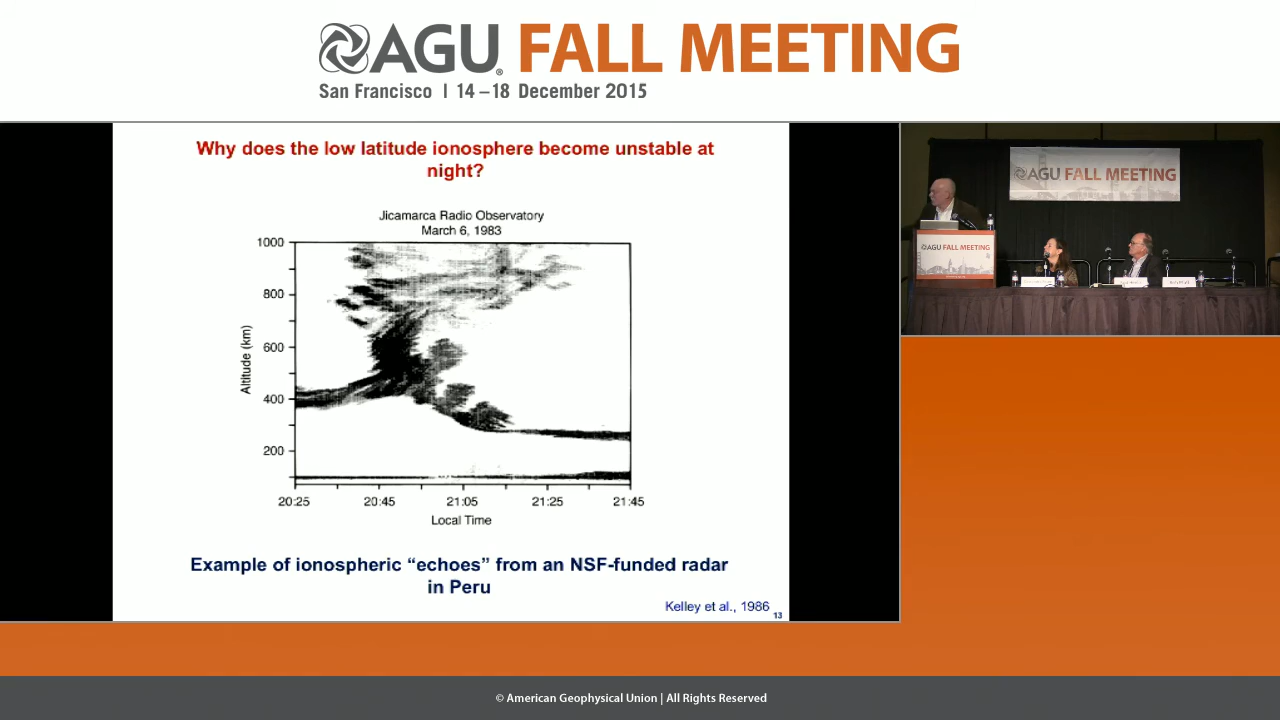 AGU® FALL MEETING
San Francisco | 14–18 December 2015
Why does the low latitude ionosphere become unstable at
night?
Jicamarca Radio Observatory
March 6, 1983
1000
800
600
400
200
Altitude (km)
20:25
20:45
21:05
21:25
21:45
Local Time
Example of ionospheric “echoes” from an NSF-funded radar
in Peru
Kelley et al., 1986
13
AGU FALL MEETING
AGU FALL MEETING
© American Geophysical Union | All Rights Reserved